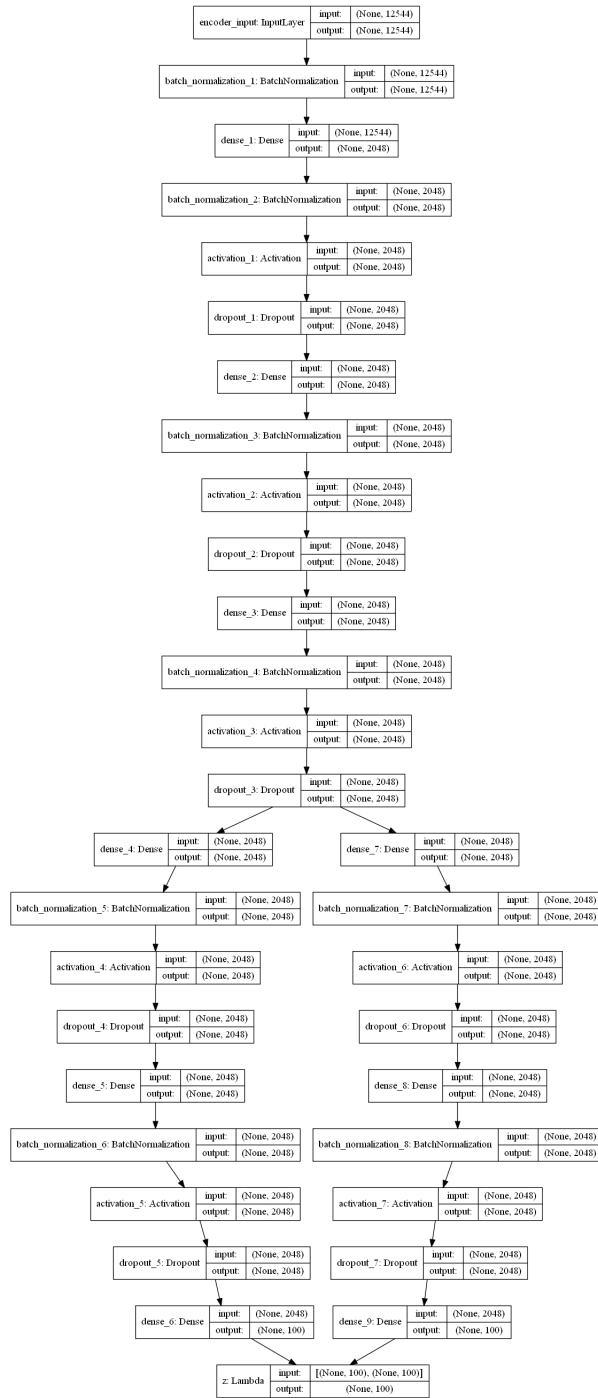 encoder_input: InputLayer input: (None, 12544)
output: (None, 12544)
batch_normalization_1: BatchNormalization input: (None, 12544)
output: (None, 12544)
dense_1: Dense input: (None, 12544)
output: (None, 2048)
batch_normalization_2: BatchNormalization input: (None, 2048)
output: (None, 2048)
activation_1: Activation input: (None, 2048)
output: (None, 2048)
dropout_1: Dropout input: (None, 2048)
output: (None, 2048)
dense_2: Dense input: (None, 2048)
output: (None, 2048)
batch_normalization_3: BatchNormalization input: (None, 2048)
output: (None, 2048)
activation_2: Activation input: (None, 2048)
output: (None, 2048)
dropout_2: Dropout input: (None, 2048)
output: (None, 2048)
dense_3: Dense input: (None, 2048)
output: (None, 2048)
batch_normalization_4: BatchNormalization input: (None, 2048)
output: (None, 2048)
activation_3: Activation input: (None, 2048)
output: (None, 2048)
dropout_3: Dropout input: (None, 2048)
output: (None, 2048)
dense_4: Dense input: (None, 2048)
output: (None, 2048)
dense_7: Dense input: (None, 2048)
output: (None, 2048)
batch_normalization_5: BatchNormalization input: (None, 2048)
output: (None, 2048)
batch_normalization_7: BatchNormalization input: (None, 2048)
output: (None, 2048)
activation_4: Activation input: (None, 2048)
output: (None, 2048)
activation_6: Activation input: (None, 2048)
output: (None, 2048)
dropout_4: Dropout input: (None, 2048)
output: (None, 2048)
dropout_6: Dropout input: (None, 2048)
output: (None, 2048)
dense_5: Dense input: (None, 2048)
output: (None, 2048)
dense_8: Dense input: (None, 2048)
output: (None, 2048)
batch_normalization_6: BatchNormalization input: (None, 2048)
output: (None, 2048)
batch_normalization_8: BatchNormalization input: (None, 2048)
output: (None, 2048)
activation_5: Activation input: (None, 2048)
output: (None, 2048)
activation_7: Activation input: (None, 2048)
output: (None, 2048)
dropout_5: Dropout input: (None, 2048)
output: (None, 2048)
dropout_7: Dropout input: (None, 2048)
output: (None, 2048)
dense_6: Dense input: (None, 2048)
output: (None, 100)
dense_9: Dense input: (None, 2048)
output: (None, 100)
z: Lambda input: [(None, 100), (None, 100)]
output: (None, 100)